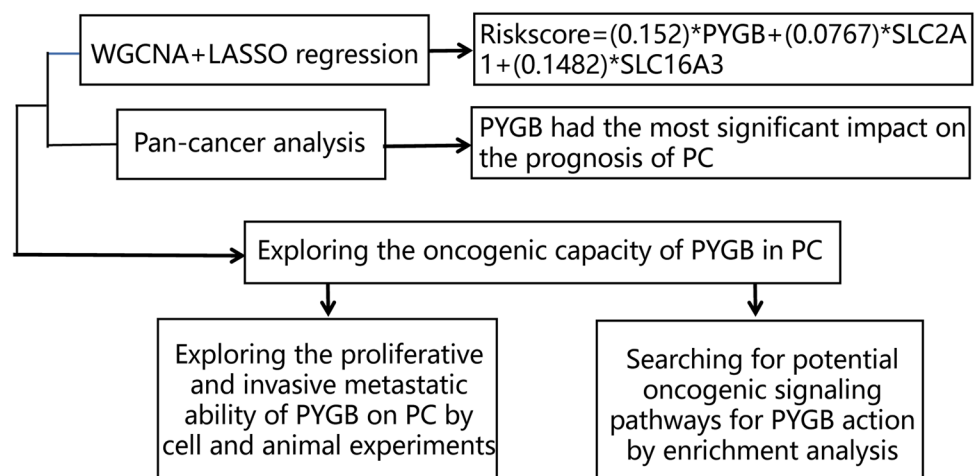 WGCNA+LASSO regression
Riskscore=(0.152)*PYGB+(0.0767)*SLC2A
1+(0.1482)*SLC16A3
Pan-cancer analysis
PYGB had the most significant impact on
the prognosis of PC
Exploring the oncogenic capacity of PYGB in PC
Exploring the proliferative
and invasive metastatic
ability of PYGB on PC by
cell and animal experiments
Searching for potential
oncogenic signaling
pathways for PYGB action
by enrichment analysis